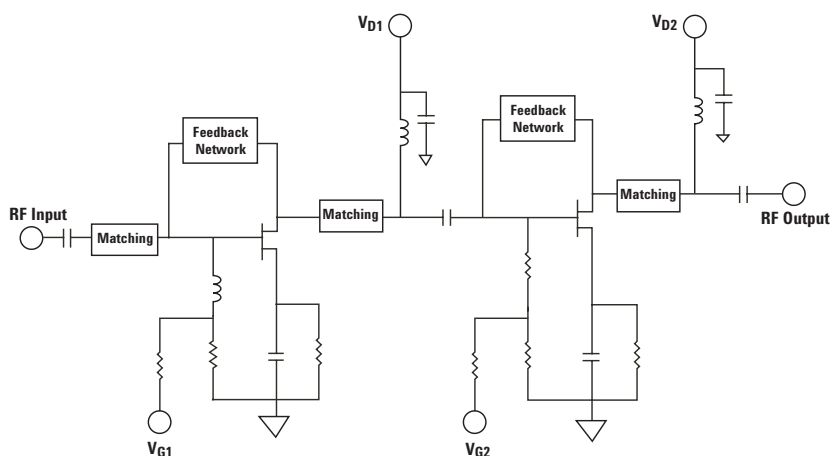 VD1
VD2
Feedback
Network
Feedback
Network
RF Input
Matching
Matching
Matching
RF Output
VG1
VG2